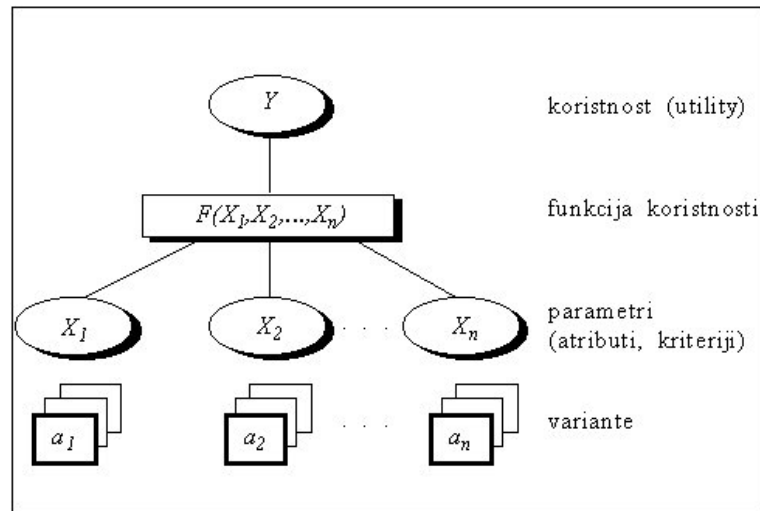 Y
koristnost (utility)
F(X1,X2,...,Xn)
funkcija koristnosti
X1 X2 . . . Xn
parametri
(atributi, kriteriji)
a1 a2 . . . an
variante